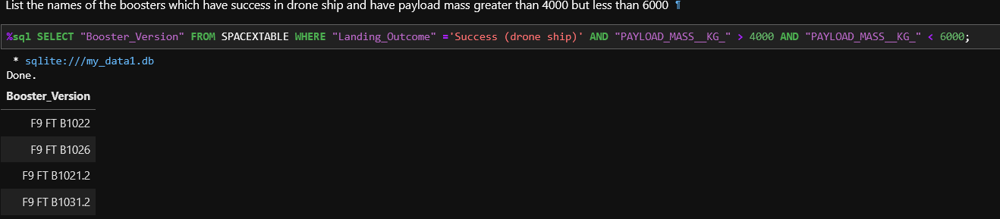 List the names of the boosters which have success in drone ship and have payload mass greater than 4000 but less than 6000 ¶
%sql SELECT "Booster_Version" FROM SPACEXTABLE WHERE "Landing_Outcome" ='Success (drone ship)' AND "PAYLOAD_MASS__KG_" > 4000 AND "PAYLOAD_MASS__KG_" < 6000;
* sqlite:///my_data1.db
Done.
Booster_Version
F9 FT B1022
F9 FT B1026
F9 FT B1021.2
F9 FT B1031.2